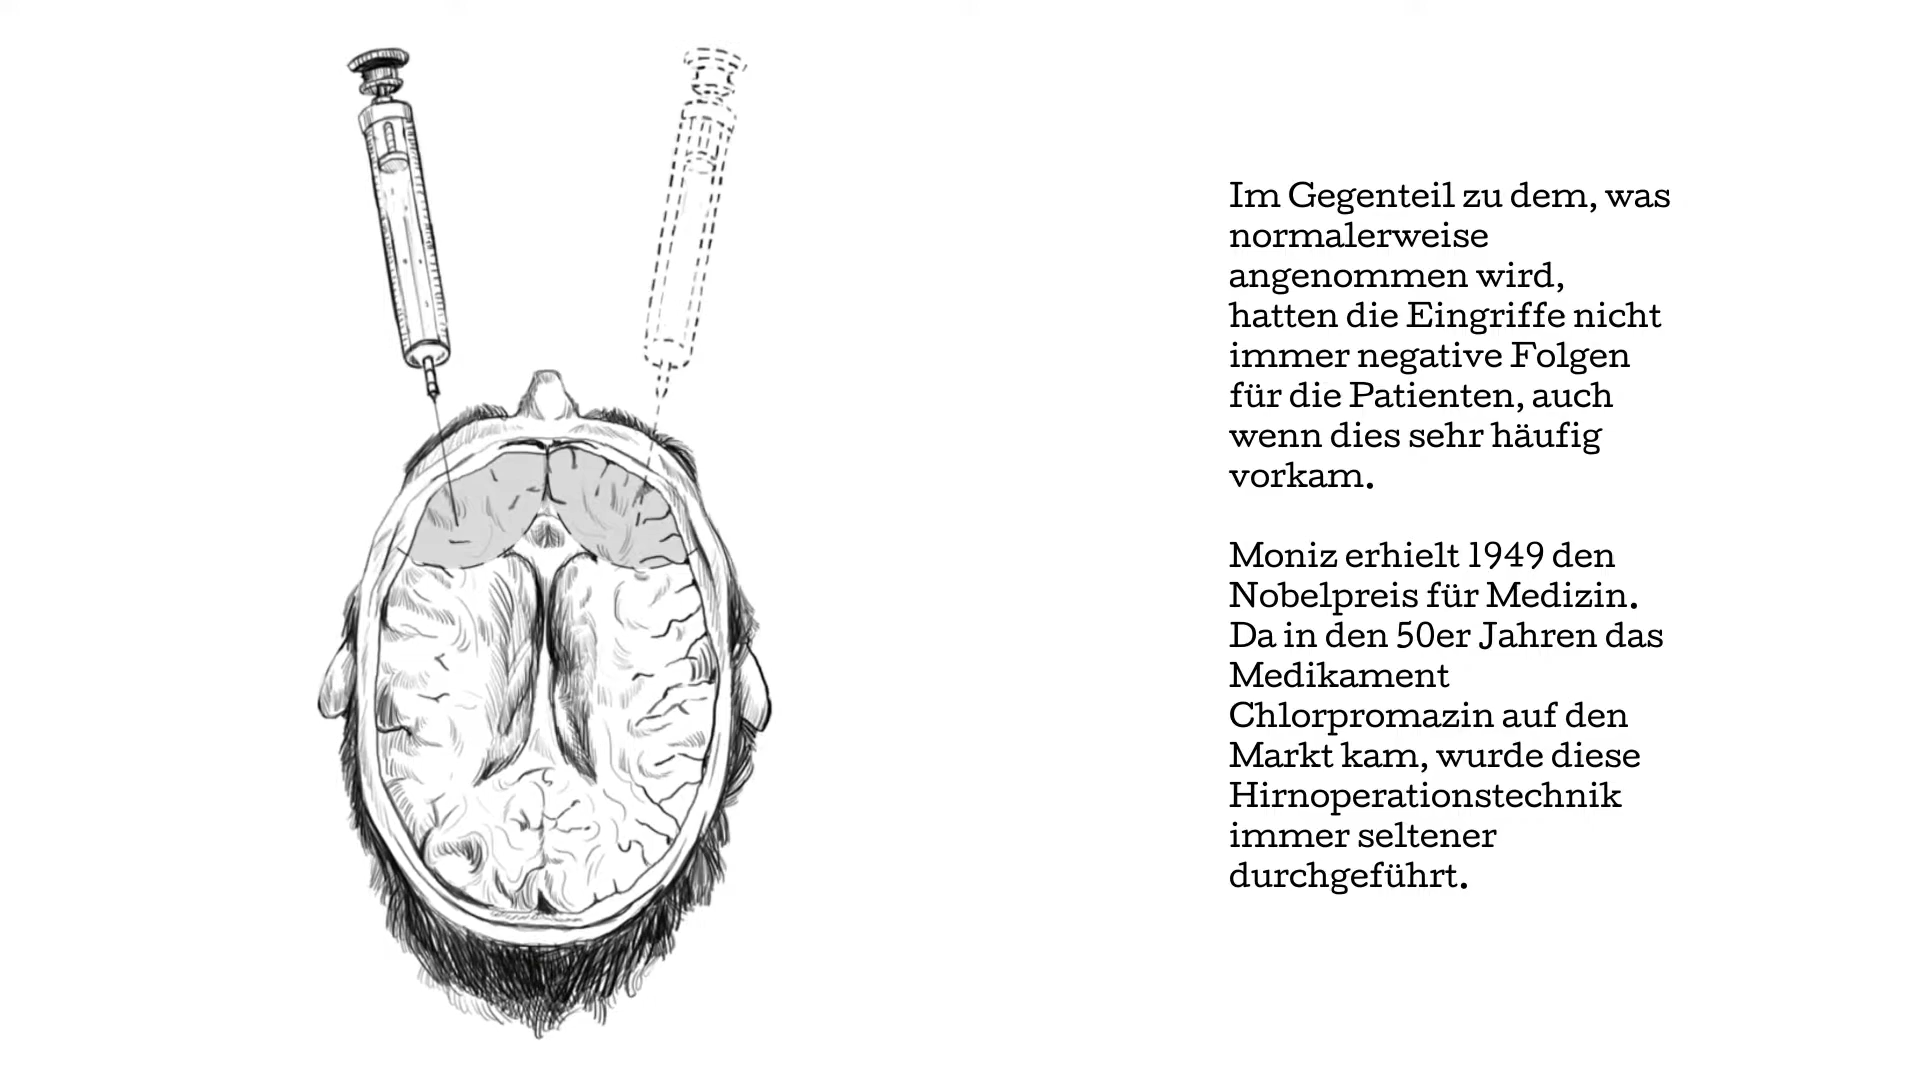 Im Gegenteil zu dem, was
normalerweise
angenommen wird,
hatten die Eingriffe nicht
immer negative Folgen
für die Patienten, auch
wenn dies sehr häufig
vorkam.
Moniz erhielt 1949 den
Nobelpreis für Medizin.
Da in den 50er Jahren das
Medikament
Chlorpromazin auf den
Markt kam, wurde diese
Hirnoperationstechnik
immer seltener
durchgeführt.